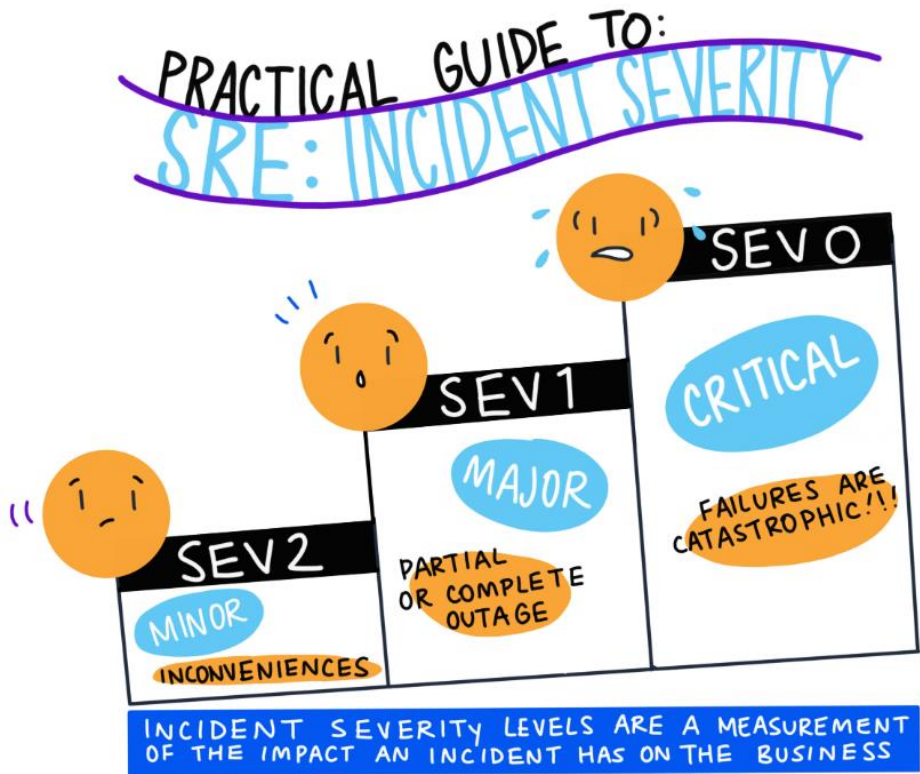 PRACTICAL GUIDE TO:
SRE: INCIDENT SEVERITY
SEV 2
MINOR
INCONVENIENCES
SEV 1
MAJOR
PARTIAL
OR COMPLETE
OUTAGE
SEV 0
CRITICAL
FAILURES ARE
CATASTROPHIC!!!
INCIDENT SEVERITY LEVELS ARE A MEASUREMENT
OF THE IMPACT AN INCIDENT HAS ON THE BUSINESS